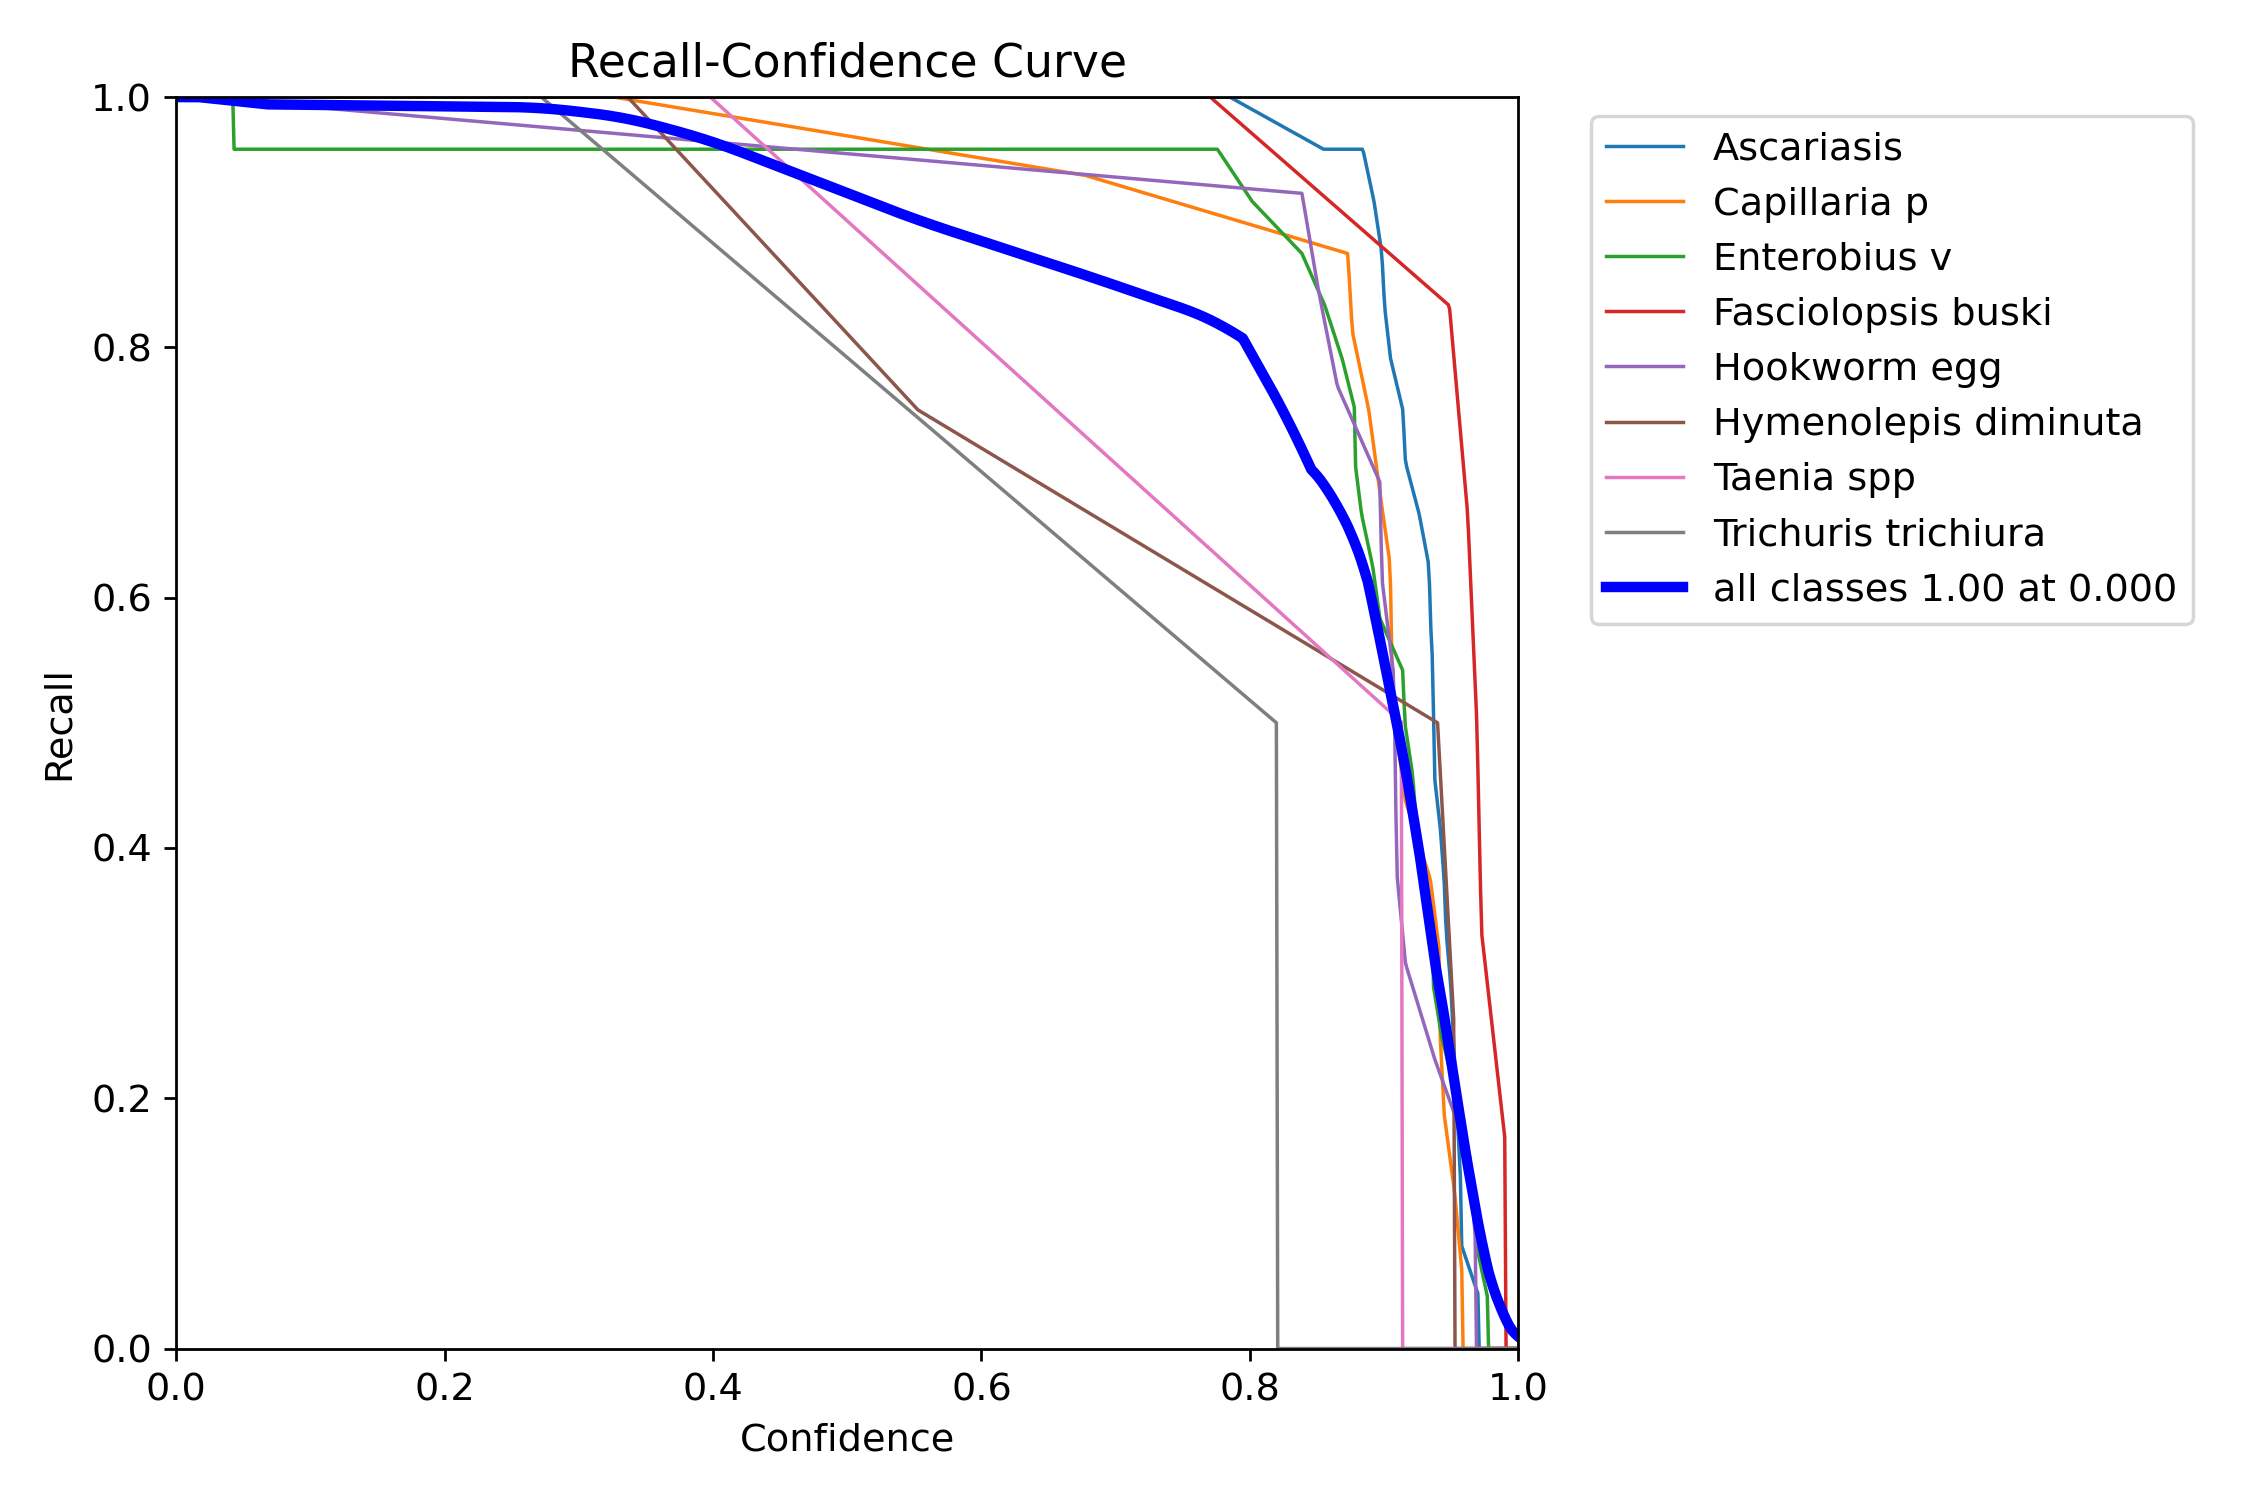 Recall-Confidence Curve
1.0
0.8
0.6
0.4
0.2
0.0
Recall
0.0 0.2 0.4 0.6 0.8 1.0
Confidence
Ascariasis
Capillaria p
Enterobius v
Fasciolopsis buski
Hookworm egg
Hymenolepis diminuta
Taenia spp
Trichuris trichiura
all classes 1.00 at 0.000